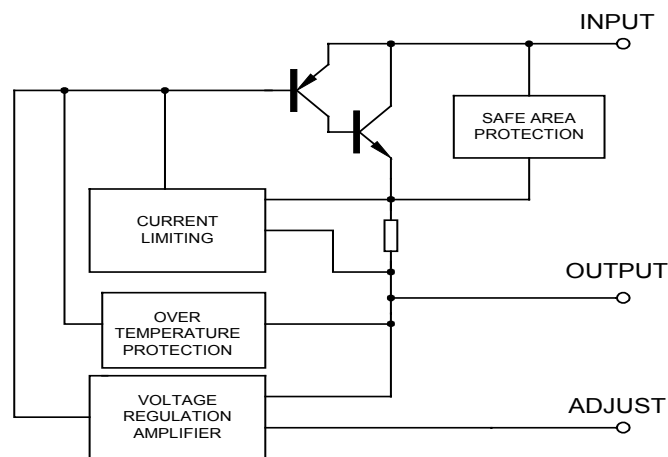 INPUT
SAFE AREA
PROTECTION
CURRENT
LIMITING
OUTPUT
OVER
TEMPERATURE
PROTECTION
VOLTAGE
REGULATION
AMPLIFIER
ADJUST